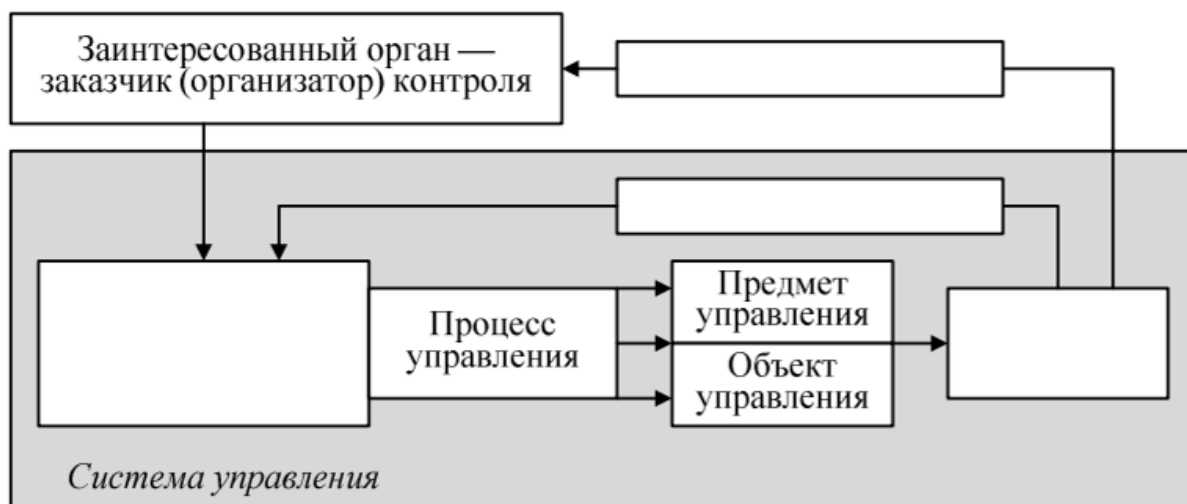 Заинтересованный орган —
заказчик (организатор) контроля
Процесс
управления
Предмет
управления
Объект
управления
Система управления